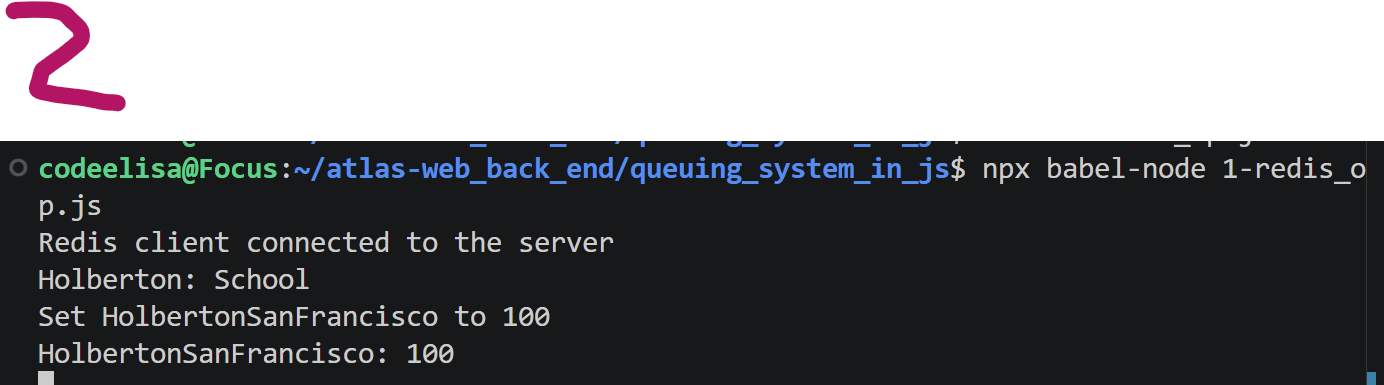 2
codeelisa@Focus:~/atlas-web_back_end/queuing_system_in_js$ npx babel-node 1-redis_o
p.js
Redis client connected to the server
Holberton: School
Set HolbertonSanFrancisco to 100
HolbertonSanFrancisco: 100